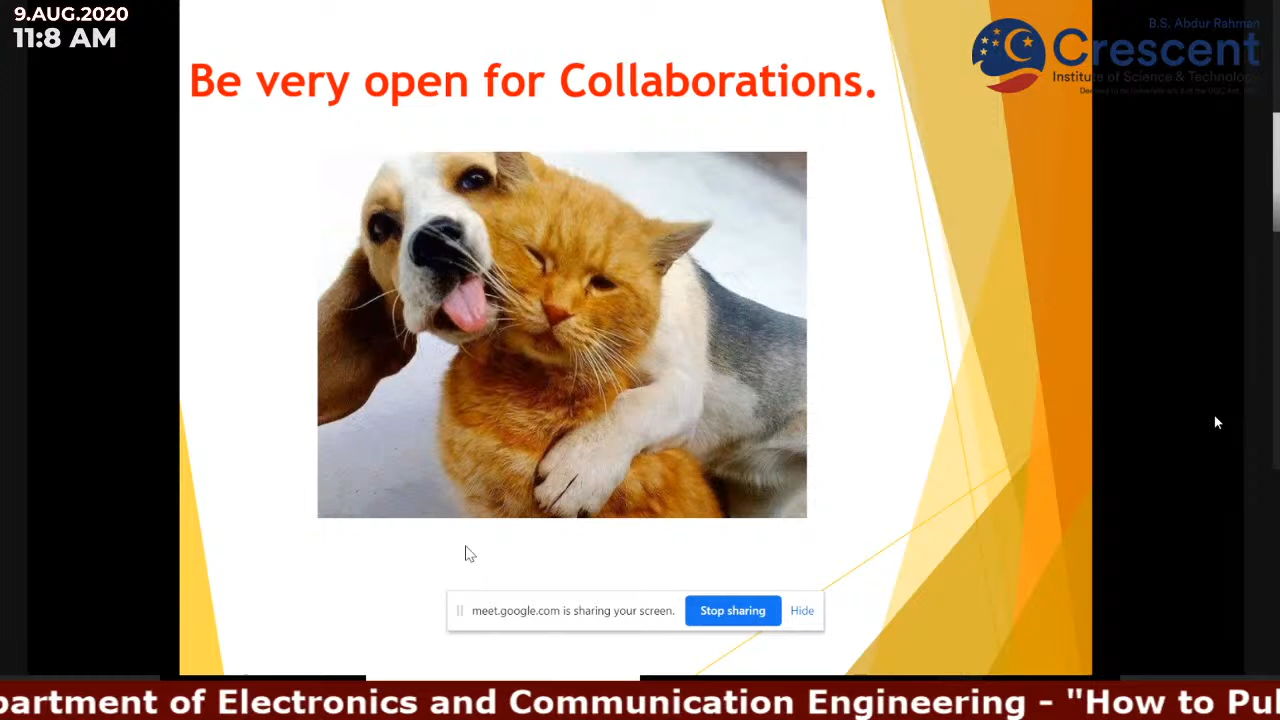 9.AUG.2020
11:8 AM
Be very open for Collaborations.
B.S. Abdur Rahman
Crescent
Institute of Science & Technology
meet.google.com is sharing your screen.
Stop sharing
Hide
partment of Electronics and Communication Engineering - "How to Pu